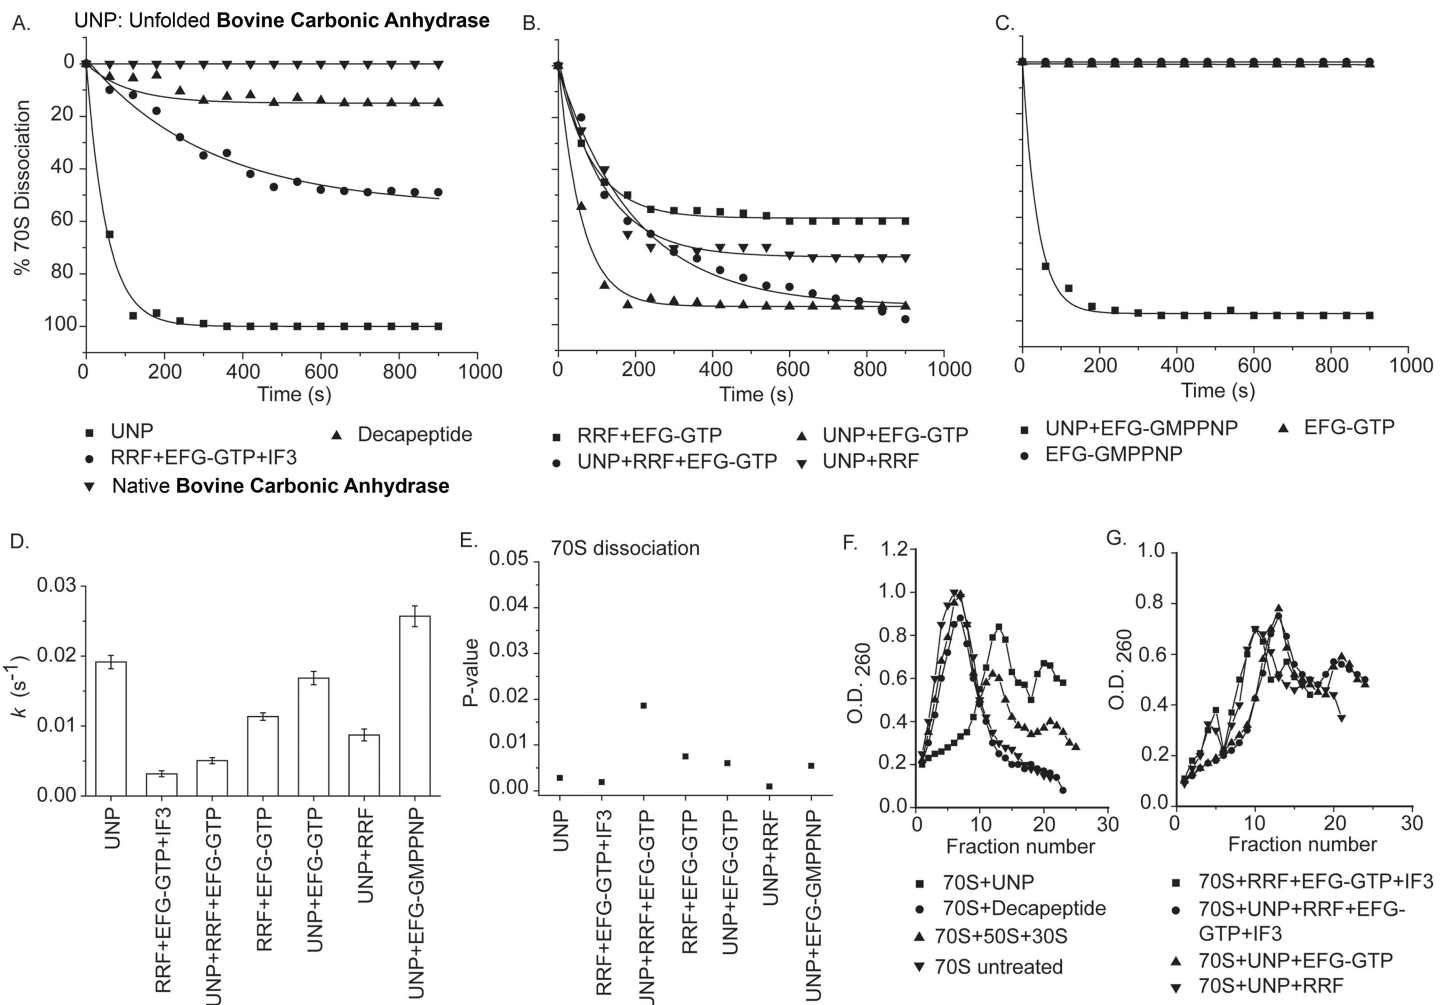 A.
UNP: Unfolded Bovine Carbonic Anhydrase
B.
C.
% 70S Dissociation
0
20
40
60
80
100
0 200 400 600 800 1000
Time (s)
0 200 400 600 800 1000
Time (s)
0 200 400 600 800 1000
Time (s)
UNP
Decapeptide
RRF+EFG-GTP+IF3
Native Bovine Carbonic Anhydrase
RRF+EFG-GTP
UNP+EFG-GTP
UNP+RRF+EFG-GTP
UNP+RRF
UNP+EFG-GMPPNP
EFG-GTP
EFG-GMPPNP
D.
k (s⁻¹)
0.03
0.02
0.01
0.00
UNP
RRF+EFG-GTP+IF3
UNP+RRF+EFG-GTP
RRF+EFG-GTP
UNP+EFG-GTP
UNP+RRF
UNP+EFG-GMPPNP
E.
70S dissociation
P-value
0.05
0.04
0.03
0.02
0.01
0.00
UNP
RRF+EFG-GTP+IF3
UNP+RRF+EFG-GTP
RRF+EFG-GTP
UNP+EFG-GTP
UNP+RRF
UNP+EFG-GMPPNP
F.
O.D. 260
1.2
1.0
0.8
0.6
0.4
0.2
0.0
0 10 20 30
Fraction number
70S+UNP
70S+Decapeptide
70S+50S+30S
70S untreated
G.
O.D. 260
1.0
0.8
0.6
0.4
0.2
0.0
0 10 20 30
Fraction number
70S+RRF+EFG-GTP+IF3
70S+UNP+RRF+EFG-
GTP+IF3
70S+UNP+EFG-GTP
70S+UNP+RRF